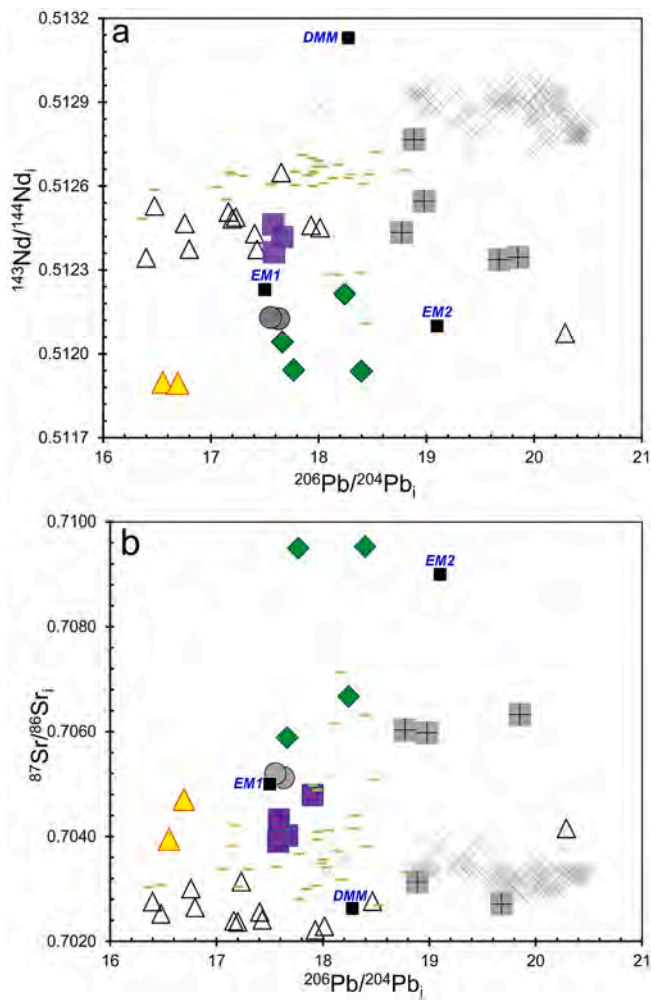 a
0.5132
0.5129
0.5126
0.5123
0.5120
0.5117
143Nd/144Ndi
DMM
EM1
EM2
16 17 18 19 20 21
206Pb/204Pbi
b
0.7100
0.7080
0.7060
0.7040
0.7020
87Sr/86Sri
EM2
EM1
DMM
16 17 18 19 20 21
206Pb/204Pbi